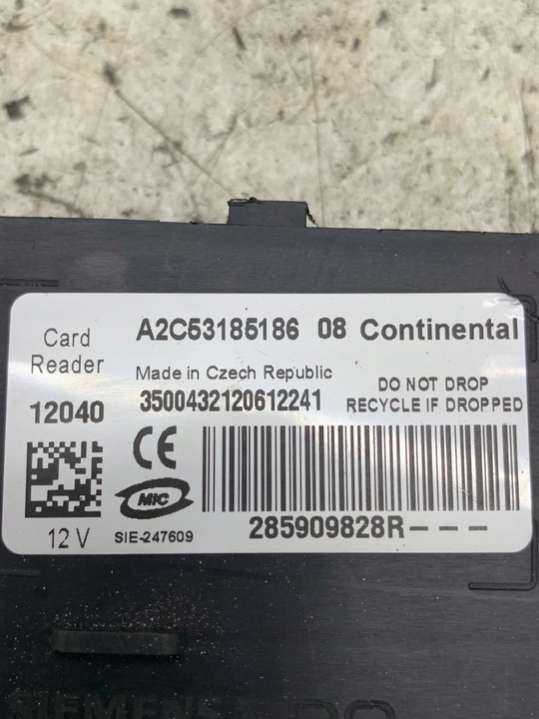 Card
Reader
12040
A2C53185186 08 Continental
Made in Czech Republic
3500432120612241
DO NOT DROP
RECYCLE IF DROPPED
CE
MIC
12 V
SIE-247609
285909828R---
SIEMENS